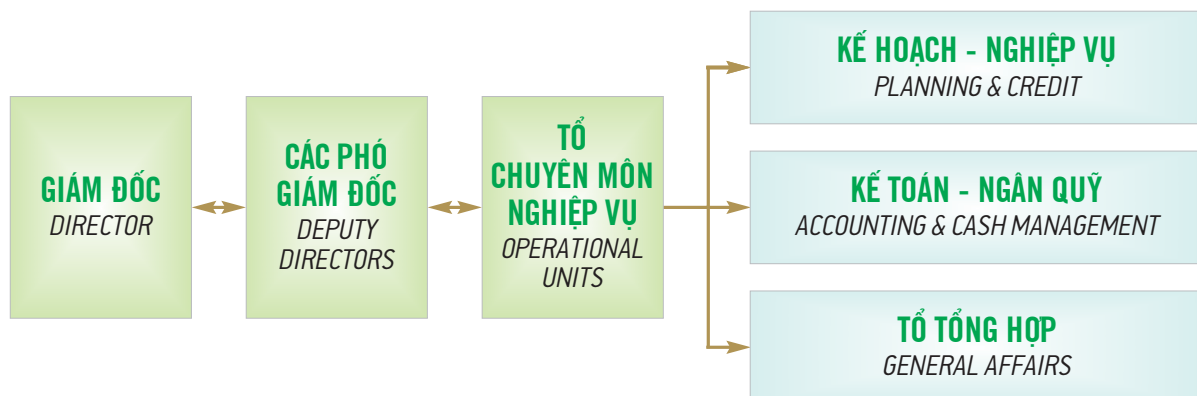 GIÁM ĐỐC
DIRECTOR
CÁC PHÓ
GIÁM ĐỐC
DEPUTY
DIRECTORS
TỔ
CHUYÊN MÔN
NGHIỆP VỤ
OPERATIONAL
UNITS
KẾ HOẠCH - NGHIỆP VỤ
PLANNING & CREDIT
KẾ TOÁN - NGÂN QUỸ
ACCOUNTING & CASH MANAGEMENT
TỔ TỔNG HỢP
GENERAL AFFAIRS